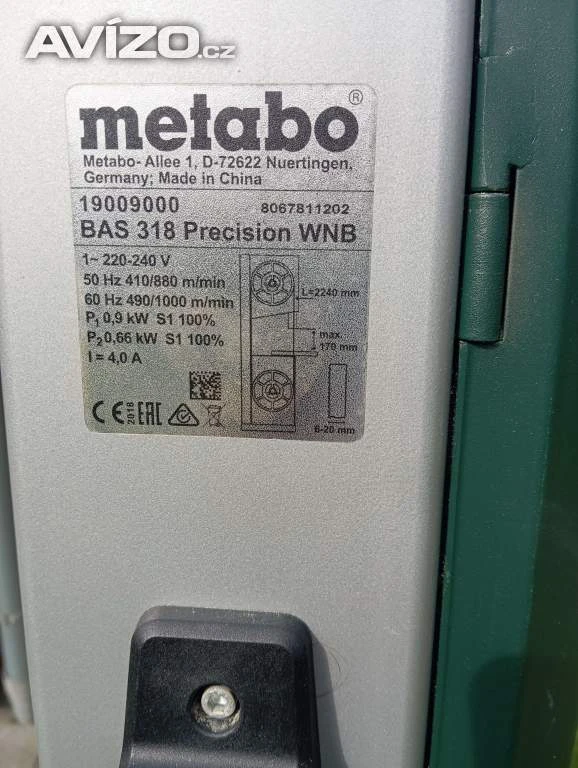 AVÍZO.cz
metabo®
Metabo- Allee 1, D-72622 Nuertingen,
Germany; Made in China
19009000 8067811202
BAS 318 Precision WNB
1~ 220-240 V
50 Hz 410/880 m/min
60 Hz 490/1000 m/min
P1 0,9 kW S1 100%
P2 0,66 kW S1 100%
I = 4,0 A
L=2240 mm
max.
170 mm
6-20 mm
CE 2018 EAC